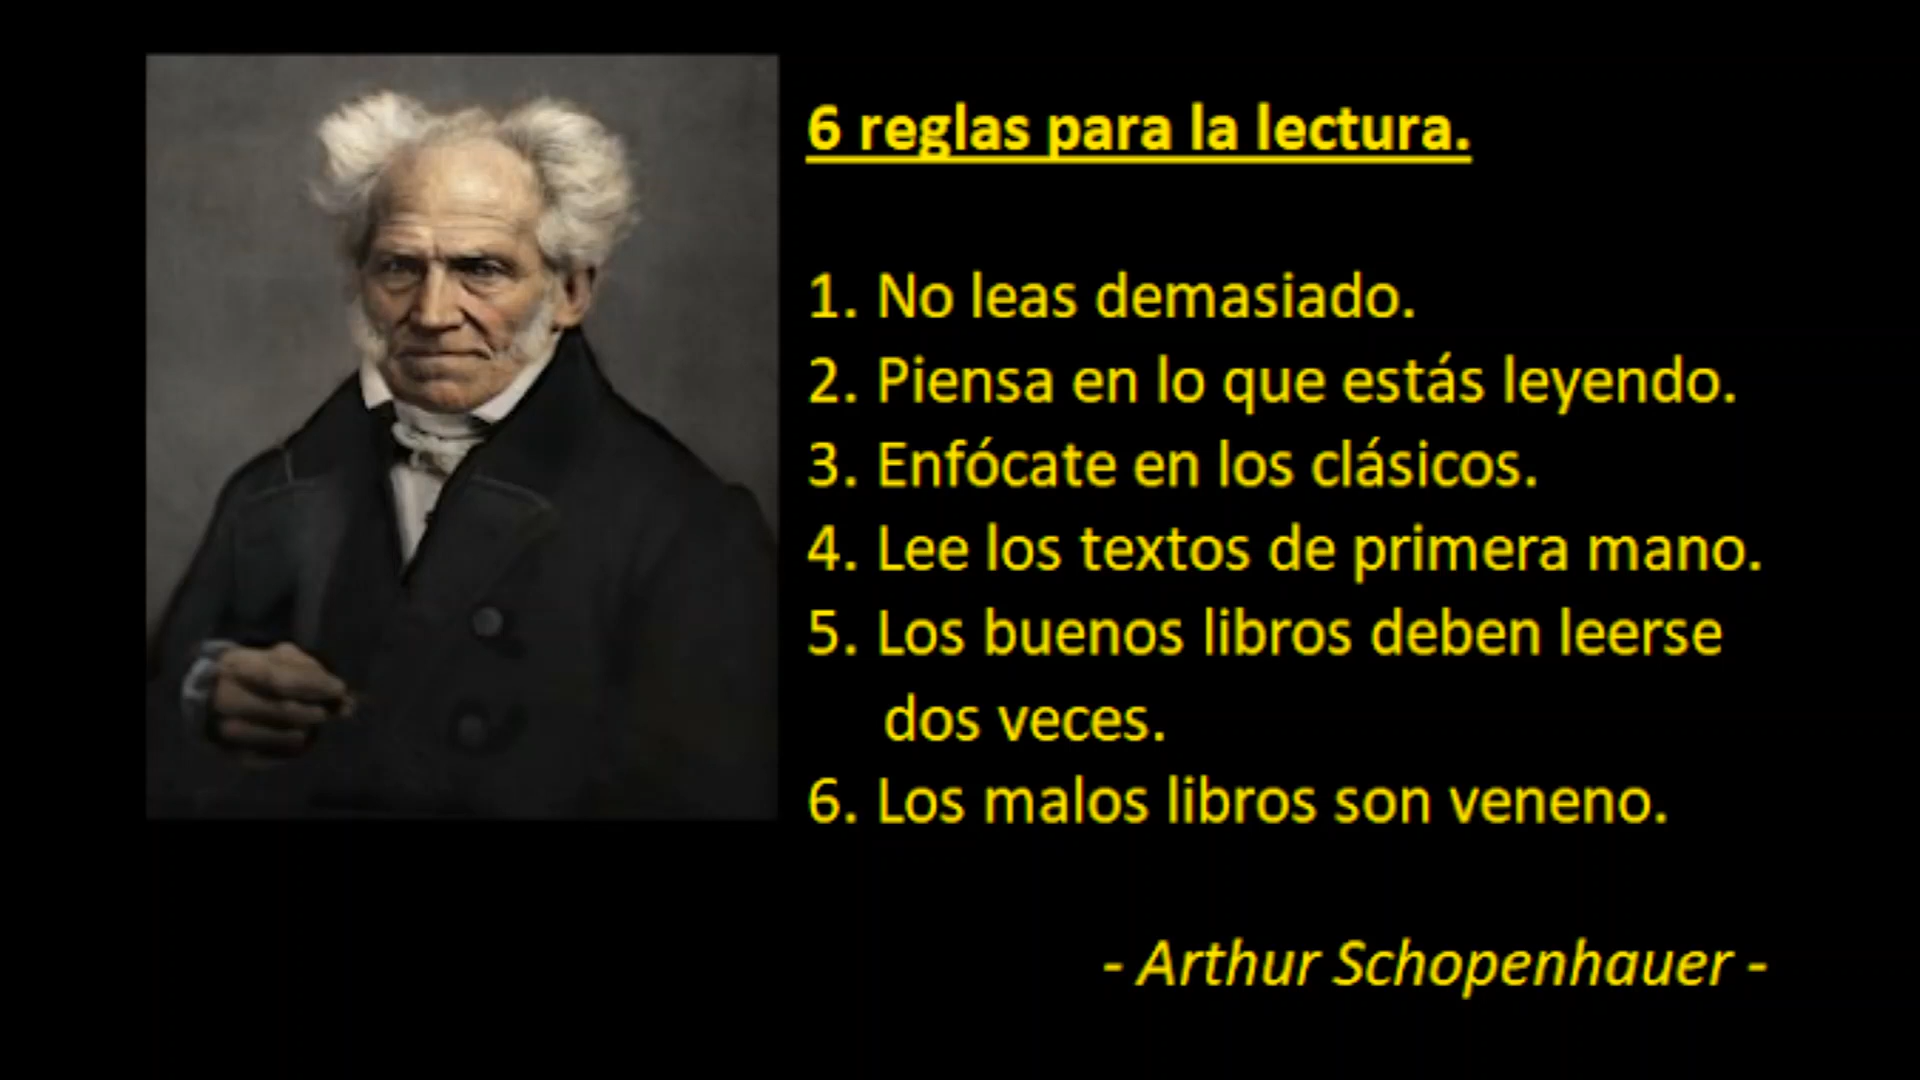 6 reglas para la lectura.
1. No leas demasiado.
2. Piensa en lo que estás leyendo.
3. Enfócate en los clásicos.
4. Lee los textos de primera mano.
5. Los buenos libros deben leerse
dos veces.
6. Los malos libros son veneno.
- Arthur Schopenhauer -